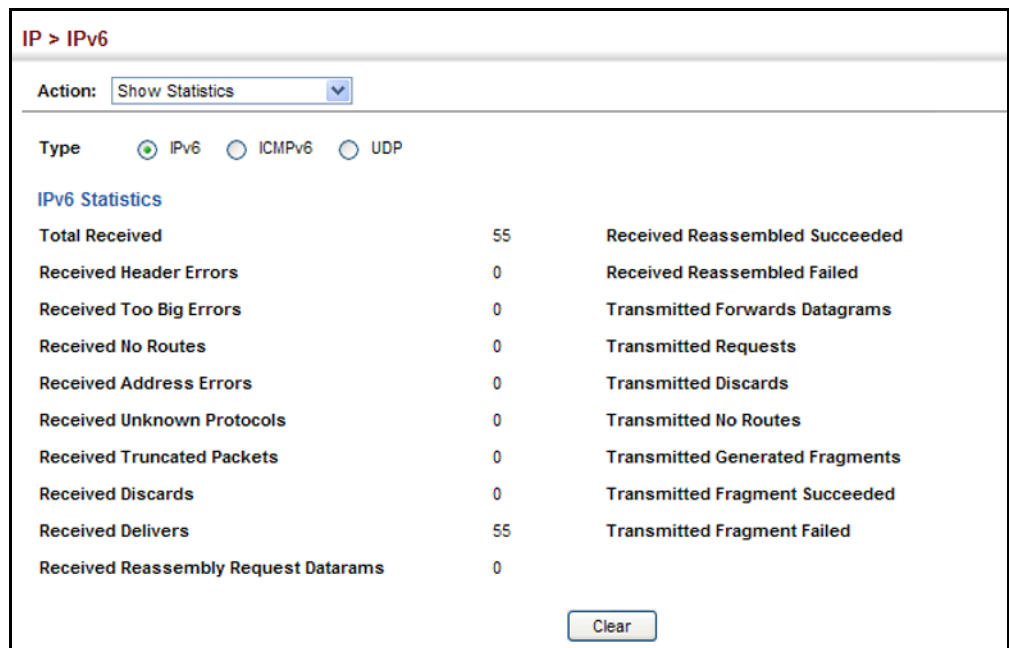 IP > IPv6
Action: Show Statistics
Type IPv6 ICMPv6 UDP
IPv6 Statistics
Total Received 55 Received Reassembled Succeeded
Received Header Errors 0 Received Reassembled Failed
Received Too Big Errors 0 Transmitted Forwards Datagrams
Received No Routes 0 Transmitted Requests
Received Address Errors 0 Transmitted Discards
Received Unknown Protocols 0 Transmitted No Routes
Received Truncated Packets 0 Transmitted Generated Fragments
Received Discards 0 Transmitted Fragment Succeeded
Received Delivers 55 Transmitted Fragment Failed
Received Reassembly Request Datarams 0
Clear